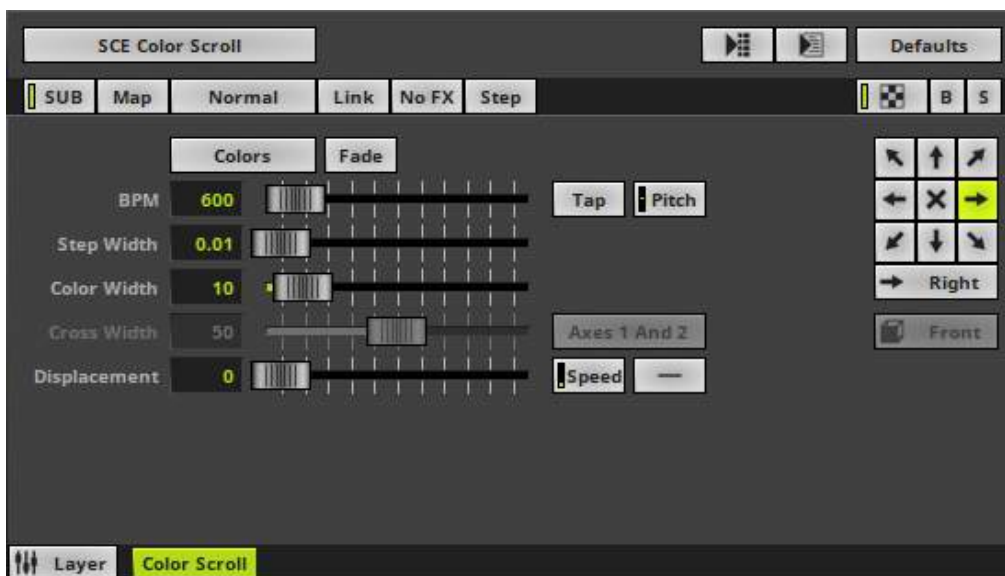 SCE Color Scroll Defaults
SUB Map Normal Link No FX Step B S
Colors Fade
BPM 600 Tap Pitch
Step Width 0.01
Color Width 10 Right
Cross Width 50 Axes 1 And 2 Front
Displacement 0 Speed
Layer Color Scroll